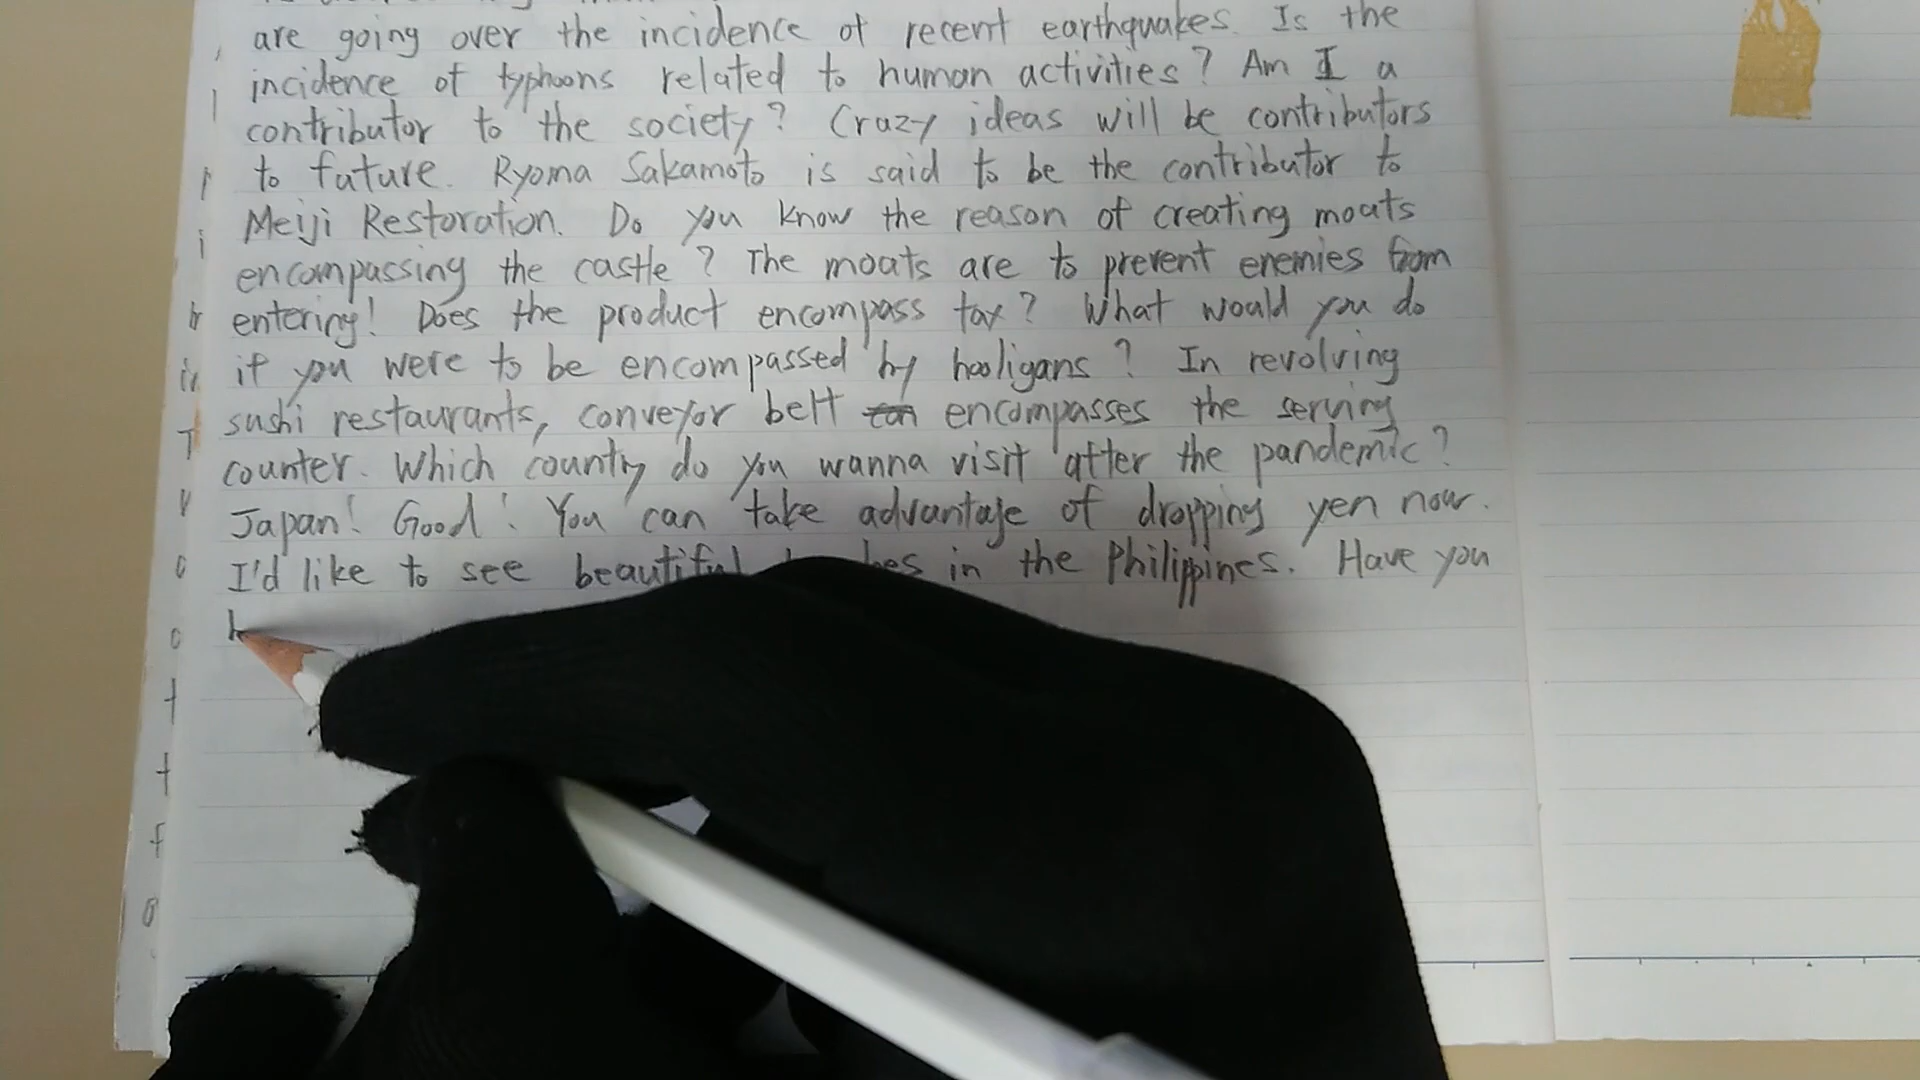 are going over the incidence of recent earthquakes. Is the
incidence of typhoons related to human activities? Am I a
contributor to the society? Crazy ideas will be contributors
to future. Ryoma Sakamoto is said to be the contributor to
Meiji Restoration. Do you know the reason of creating moats
encompassing the castle? The moats are to prevent enemies from
entering! Does the product encompass tax? What would you do
if you were to be encompassed by hooligans? In revolving
sushi restaurants, conveyor belt encompasses the serving
counter. Which country do you wanna visit after the pandemic?
Japan! Good! You can take advantage of dropping yen now.
I'd like to see beautiful in the Philippines. Have you